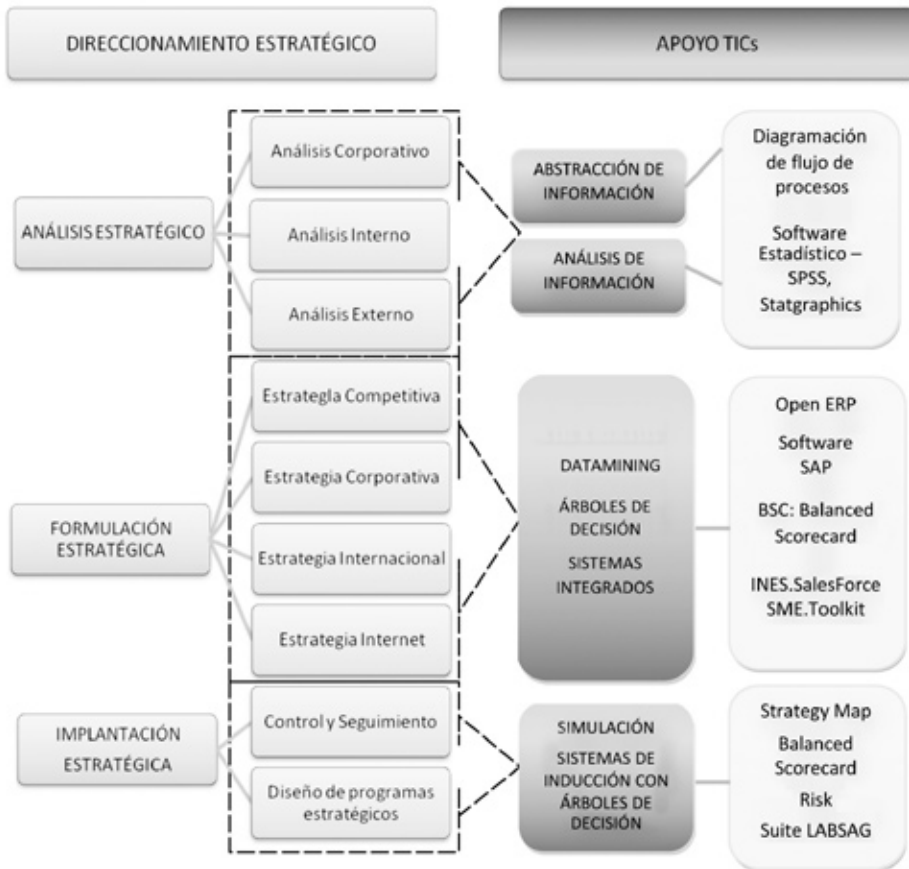 DIRECCIONAMIENTO ESTRATÉGICO
APOYO TICs
ANÁLISIS ESTRATÉGICO
Análisis Corporativo
Análisis Interno
Análisis Externo
ABSTRACCIÓN DE
INFORMACIÓN
ANÁLISIS DE
INFORMACIÓN
Diagramación
de flujo de
procesos
Software
Estadístico –
SPSS,
Statgraphics
FORMULACIÓN
ESTRATÉGICA
Estrategla Competitiva
Estrategia Corporativa
Estrategia Internacional
Estrategia Internet
DATAMINING
ÁRBOLES DE
DECISIÓN
SISTEMAS
INTEGRADOS
Open ERP
Software
SAP
BSC: Balanced
Scorecard
INES.SalesForce
SME.Toolkit
IMPLANTACIÓN
ESTRATÉGICA
Control y Seguimiento
Diseño de programas
estratégicos
SIMULACIÓN
SISTEMAS DE
INDUCCIÓN CON
ÁRBOLES DE
DECISIÓN
Strategy Map
Balanced
Scorecard
Risk
Suite LABSAG